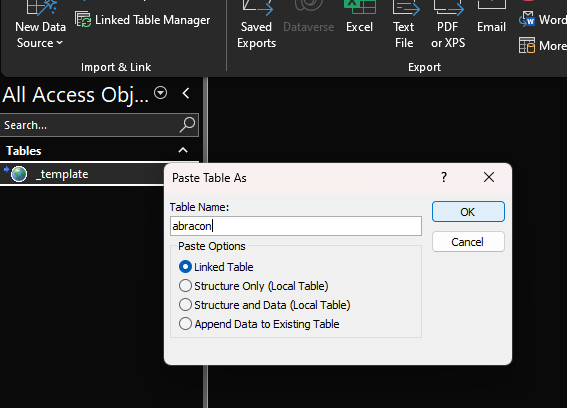 New Data
Source
Linked Table Manager
Import & Link
Saved
Exports
Dataverse
Excel
Text
File
PDF
or XPS
Email
Word
More
Export
All Access Obj...
Search...
Tables
_template
Paste Table As
?
Table Name:
abracon
OK
Cancel
Paste Options
Linked Table
Structure Only (Local Table)
Structure and Data (Local Table)
Append Data to Existing Table